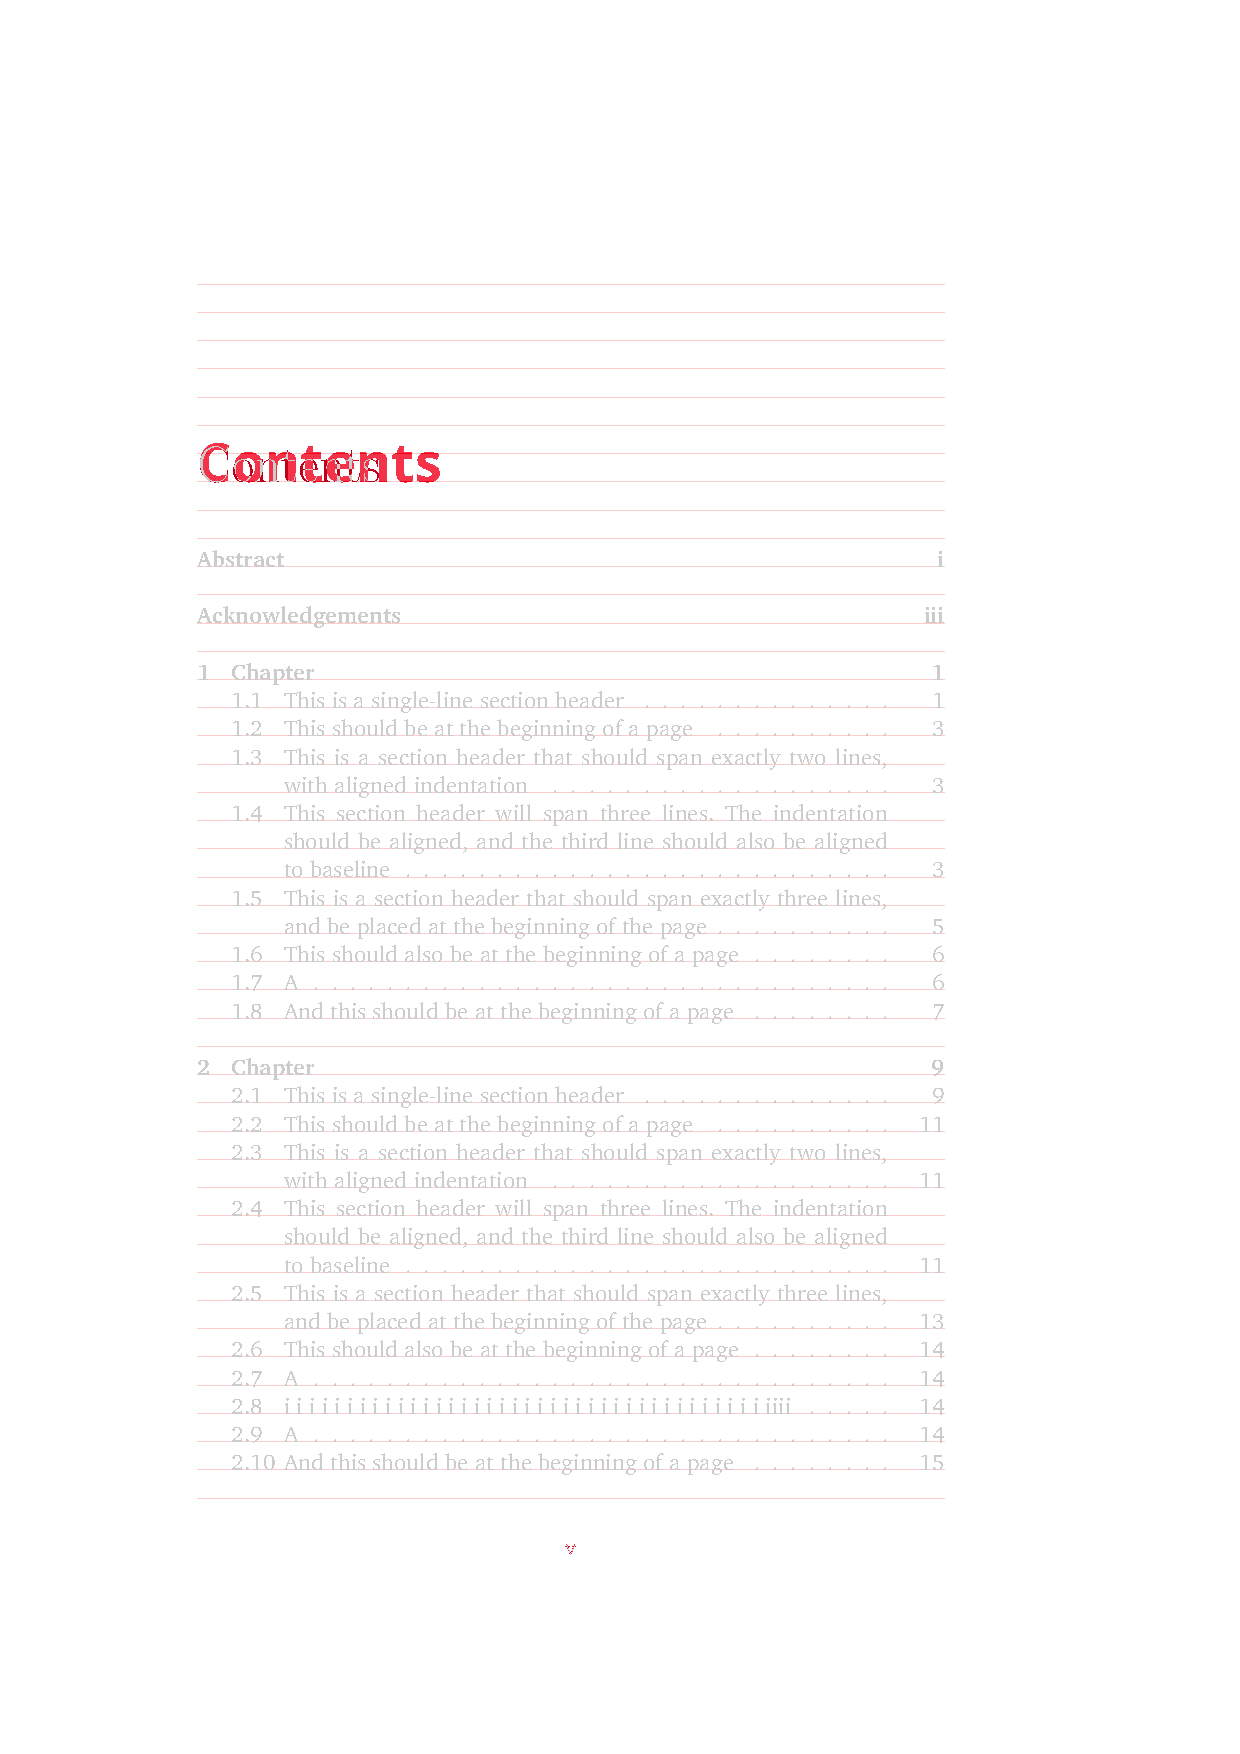 Contents
Abstract i
Acknowledgements iii
1 Chapter 1
1.1 This is a single-line section header . . . . . . . . . . . . . . 1
1.2 This should be at the beginning of a page . . . . . . . . . . 3
1.3 This is a section header that should span exactly two lines,
with aligned indentation . . . . . . . . . . . . . . . . . . . 3
1.4 This section header will span three lines. The indentation
should be aligned, and the third line should also be aligned
to baseline . . . . . . . . . . . . . . . . . . . . . . . . . . . 3
1.5 This is a section header that should span exactly three lines,
and be placed at the beginning of the page . . . . . . . . . . 5
1.6 This should also be at the beginning of a page . . . . . . . . 6
1.7 A . . . . . . . . . . . . . . . . . . . . . . . . . . . . . . . . 6
1.8 And this should be at the beginning of a page . . . . . . . . 7
2 Chapter 9
2.1 This is a single-line section header . . . . . . . . . . . . . . 9
2.2 This should be at the beginning of a page . . . . . . . . . . 11
2.3 This is a section header that should span exactly two lines,
with aligned indentation . . . . . . . . . . . . . . . . . . . 11
2.4 This section header will span three lines. The indentation
should be aligned, and the third line should also be aligned
to baseline . . . . . . . . . . . . . . . . . . . . . . . . . . . 11
2.5 This is a section header that should span exactly three lines,
and be placed at the beginning of the page . . . . . . . . . . 13
2.6 This should also be at the beginning of a page . . . . . . . . 14
2.7 A . . . . . . . . . . . . . . . . . . . . . . . . . . . . . . . . 14
2.8 i i i i i i i i i i i i i i i i i i i i i i i i i i i i i i i i i i i i i i iiii . . . . . 14
2.9 A . . . . . . . . . . . . . . . . . . . . . . . . . . . . . . . . 14
2.10 And this should be at the beginning of a page . . . . . . . . 15
v